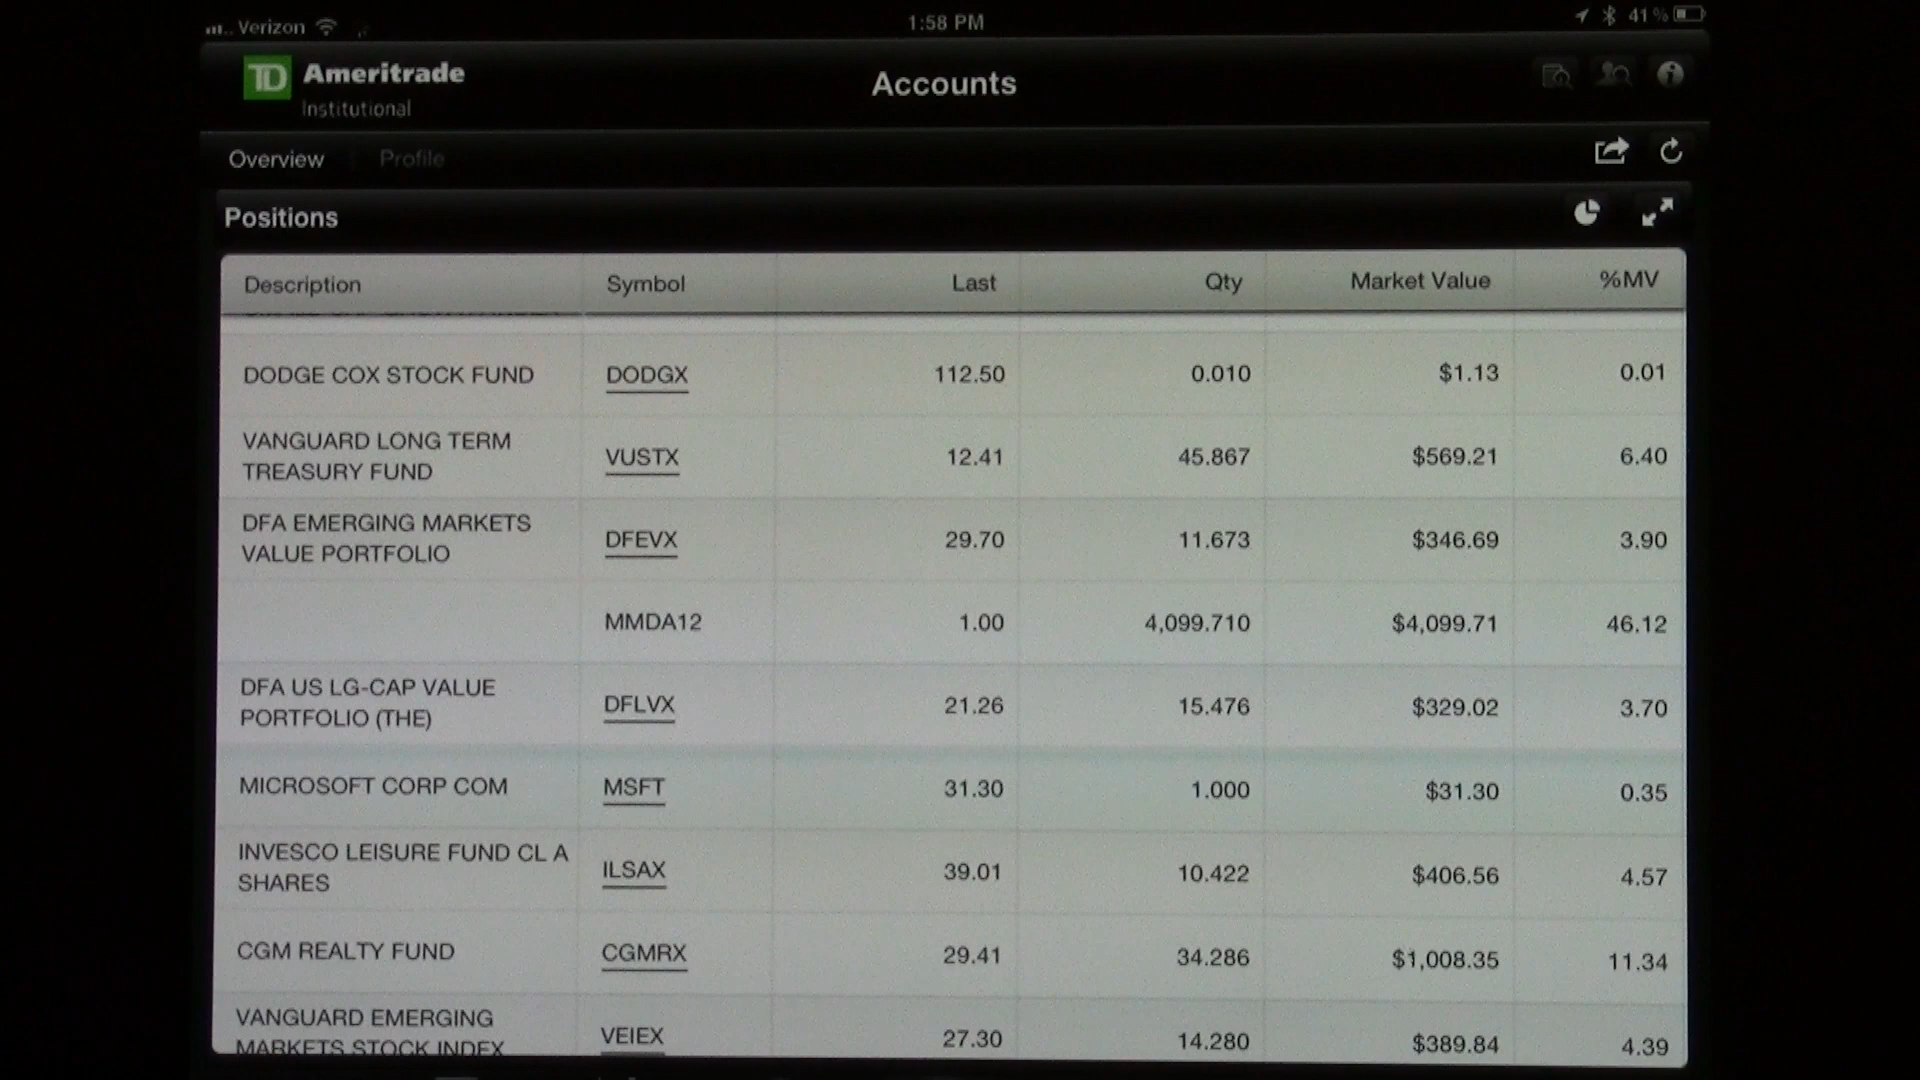 Verizon
1:58 PM
41%
TD Ameritrade
Institutional
Accounts
Overview
Profile
Positions
Description Symbol Last Qty Market Value %MV
DODGE COX STOCK FUND DODGX 112.50 0.010 $1.13 0.01
VANGUARD LONG TERM
TREASURY FUND VUSTX 12.41 45.867 $569.21 6.40
DFA EMERGING MARKETS
VALUE PORTFOLIO DFEVX 29.70 11.673 $346.69 3.90
MMDA12 1.00 4,099.710 $4,099.71 46.12
DFA US LG-CAP VALUE
PORTFOLIO (THE) DFLVX 21.26 15.476 $329.02 3.70
MICROSOFT CORP COM MSFT 31.30 1.000 $31.30 0.35
INVESCO LEISURE FUND CL A
SHARES ILSAX 39.01 10.422 $406.56 4.57
CGM REALTY FUND CGMRX 29.41 34.286 $1,008.35 11.34
VANGUARD EMERGING
MARKETS STOCK INDEX VEIEX 27.30 14.280 $389.84 4.39